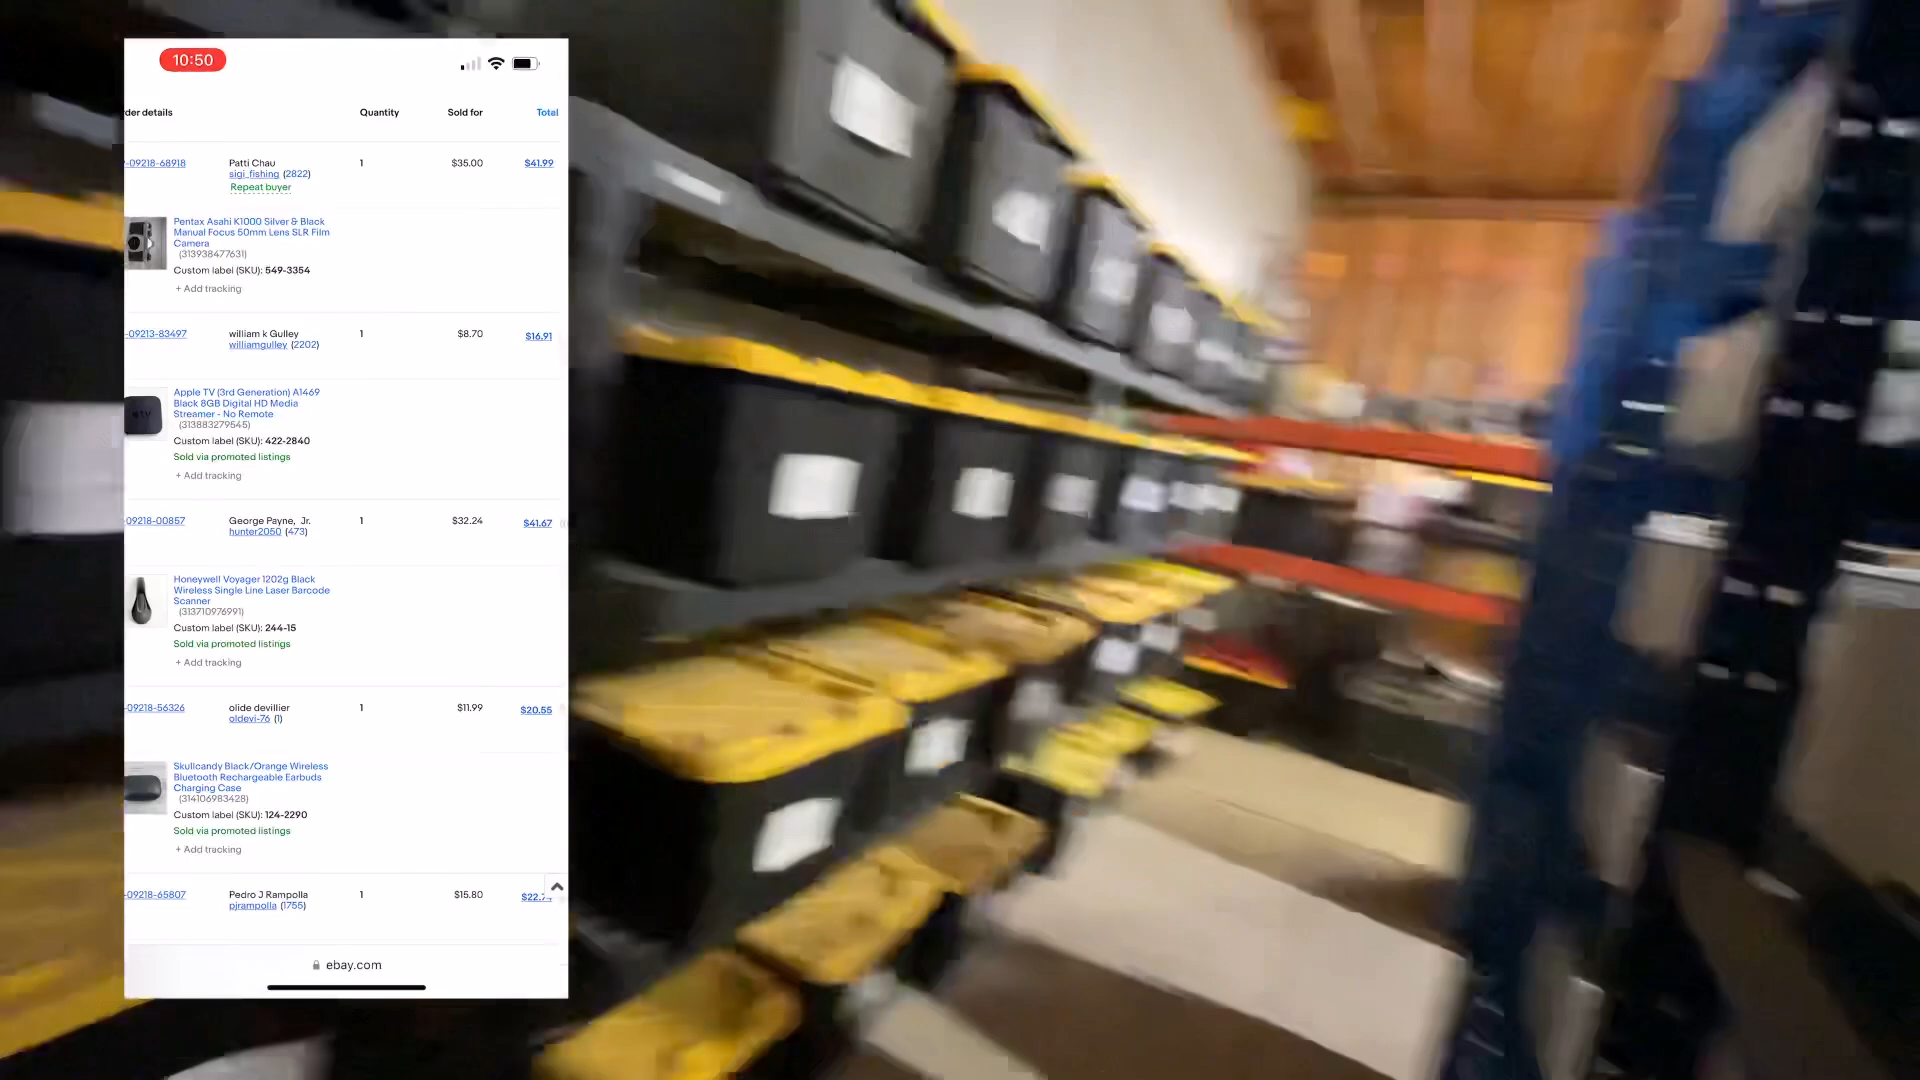 10:50
der details Quantity Sold for Total
-09218-68918 Patti Chau 1 $35.00 $41.99
sigi_fishing (2822)
Repeat buyer
Pentax Asahi K1000 Silver & Black
Manual Focus 50mm Lens SLR Film
Camera
(313938477631)
Custom label (SKU): 549-3354
+ Add tracking
-09213-83497 william k Gulley 1 $8.70 $16.91
williamgulley (2202)
Apple TV (3rd Generation) A1469
Black 8GB Digital HD Media
Streamer - No Remote
(313883279545)
Custom label (SKU): 422-2840
Sold via promoted listings
+ Add tracking
09218-00857 George Payne, Jr. 1 $32.24 $41.67
hunter2050 (473)
Honeywell Voyager 1202g Black
Wireless Single Line Laser Barcode
Scanner
(313710976991)
Custom label (SKU): 244-15
Sold via promoted listings
+ Add tracking
09218-56326 olide devillier 1 $11.99 $20.55
oldevi-76 (1)
Skullcandy Black/Orange Wireless
Bluetooth Rechargeable Earbuds
Charging Case
(314106983428)
Custom label (SKU): 124-2290
Sold via promoted listings
+ Add tracking
-09218-65807 Pedro J Rampolla 1 $15.80
pjrampolla (1755)
ebay.com